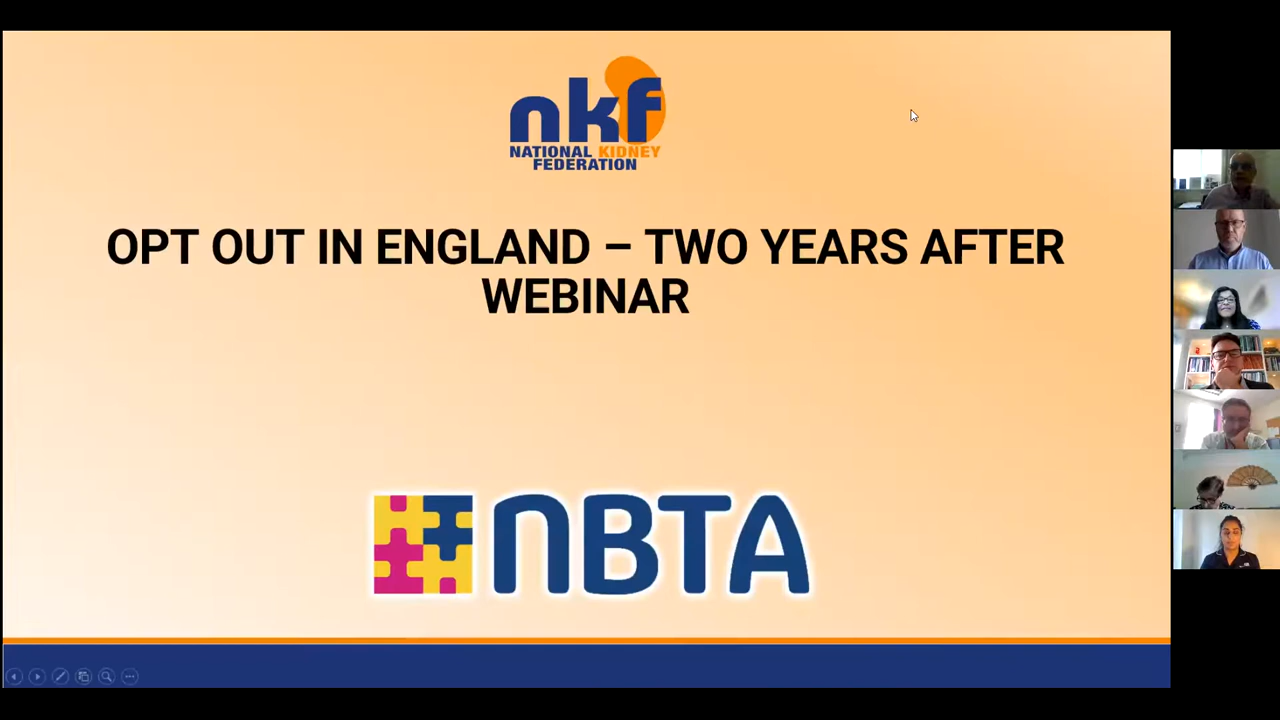 nkf
NATIONAL KIDNEY
FEDERATION
OPT OUT IN ENGLAND – TWO YEARS AFTER
WEBINAR
NBTA